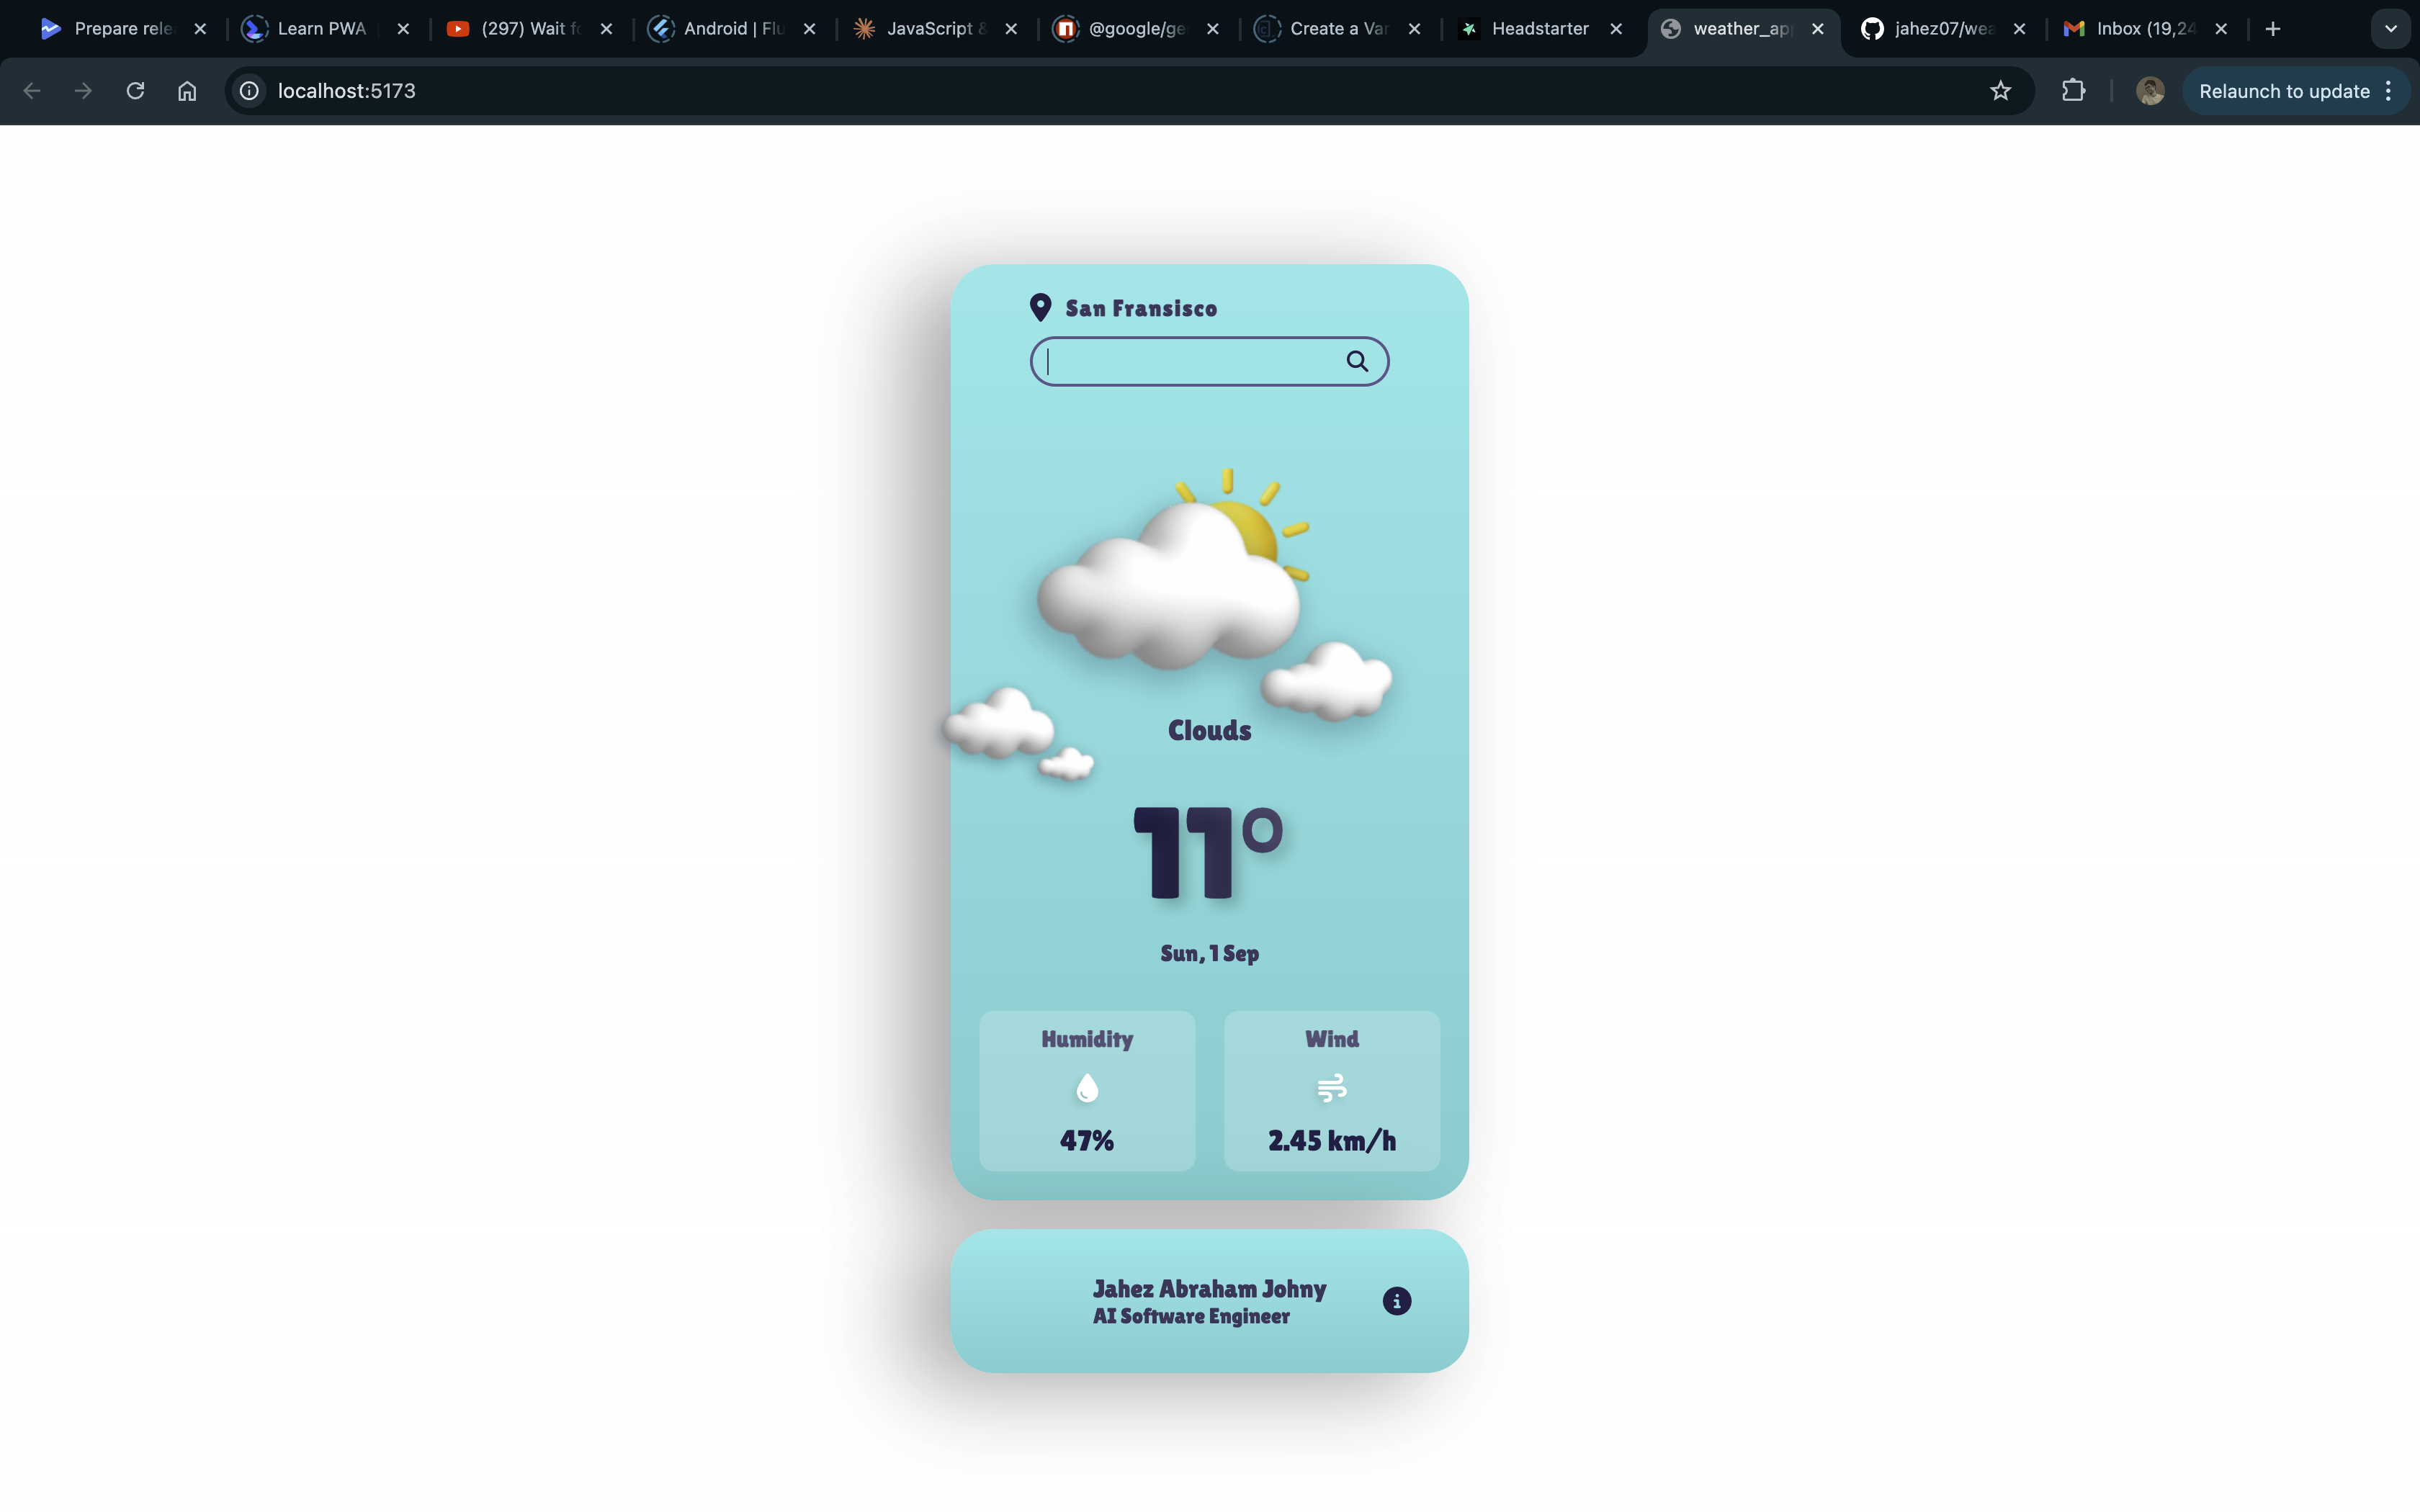 Prepare rele
Learn PWA
(297) Wait fo
Android | Flu
JavaScript &
@google/ge
Create a Var
Headstarter
weather_ap
jahez07/wea
Inbox (19,24
localhost:5173
Relaunch to update
San Fransisco
Clouds
11°
Sun, 1 Sep
Humidity
Wind
47%
2.45 km/h
Jahez Abraham Johny
AI Software Engineer